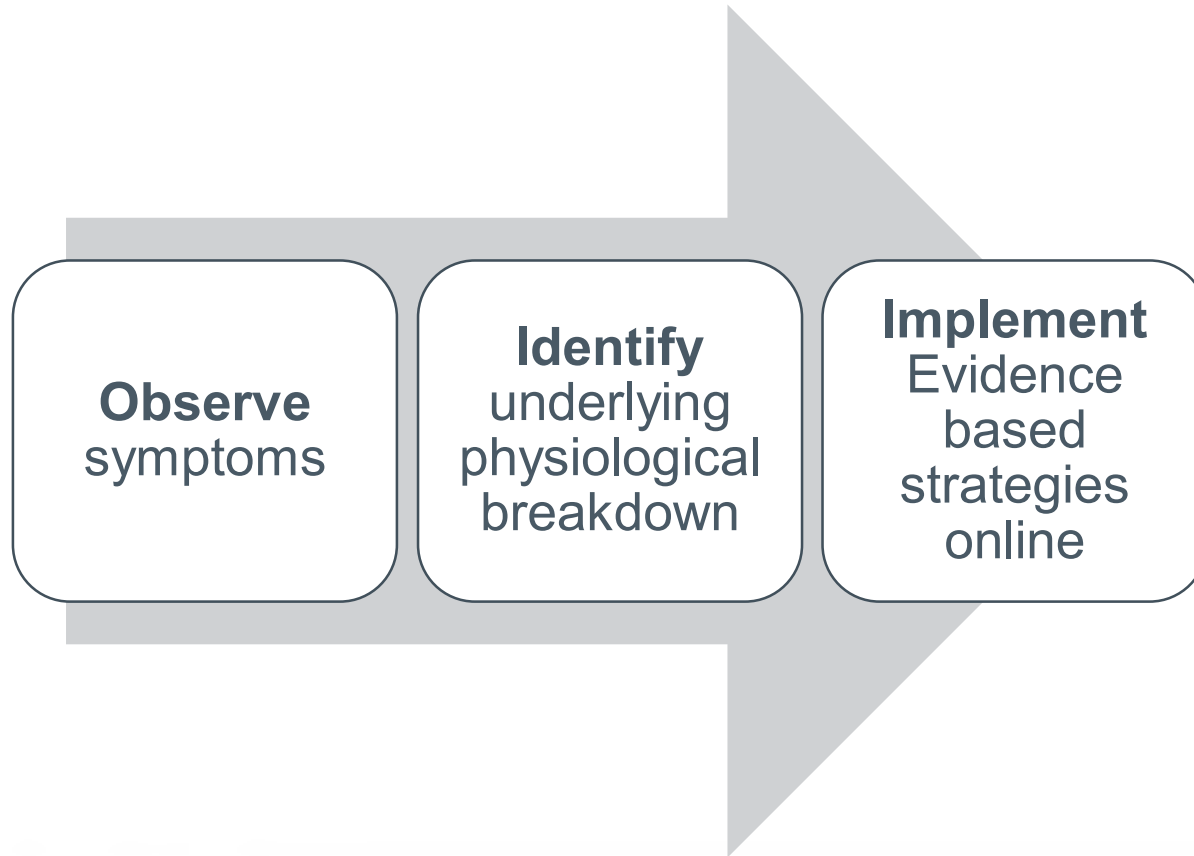 Observe
symptoms
Identify
underlying
physiological
breakdown
Implement
Evidence
based
strategies
online